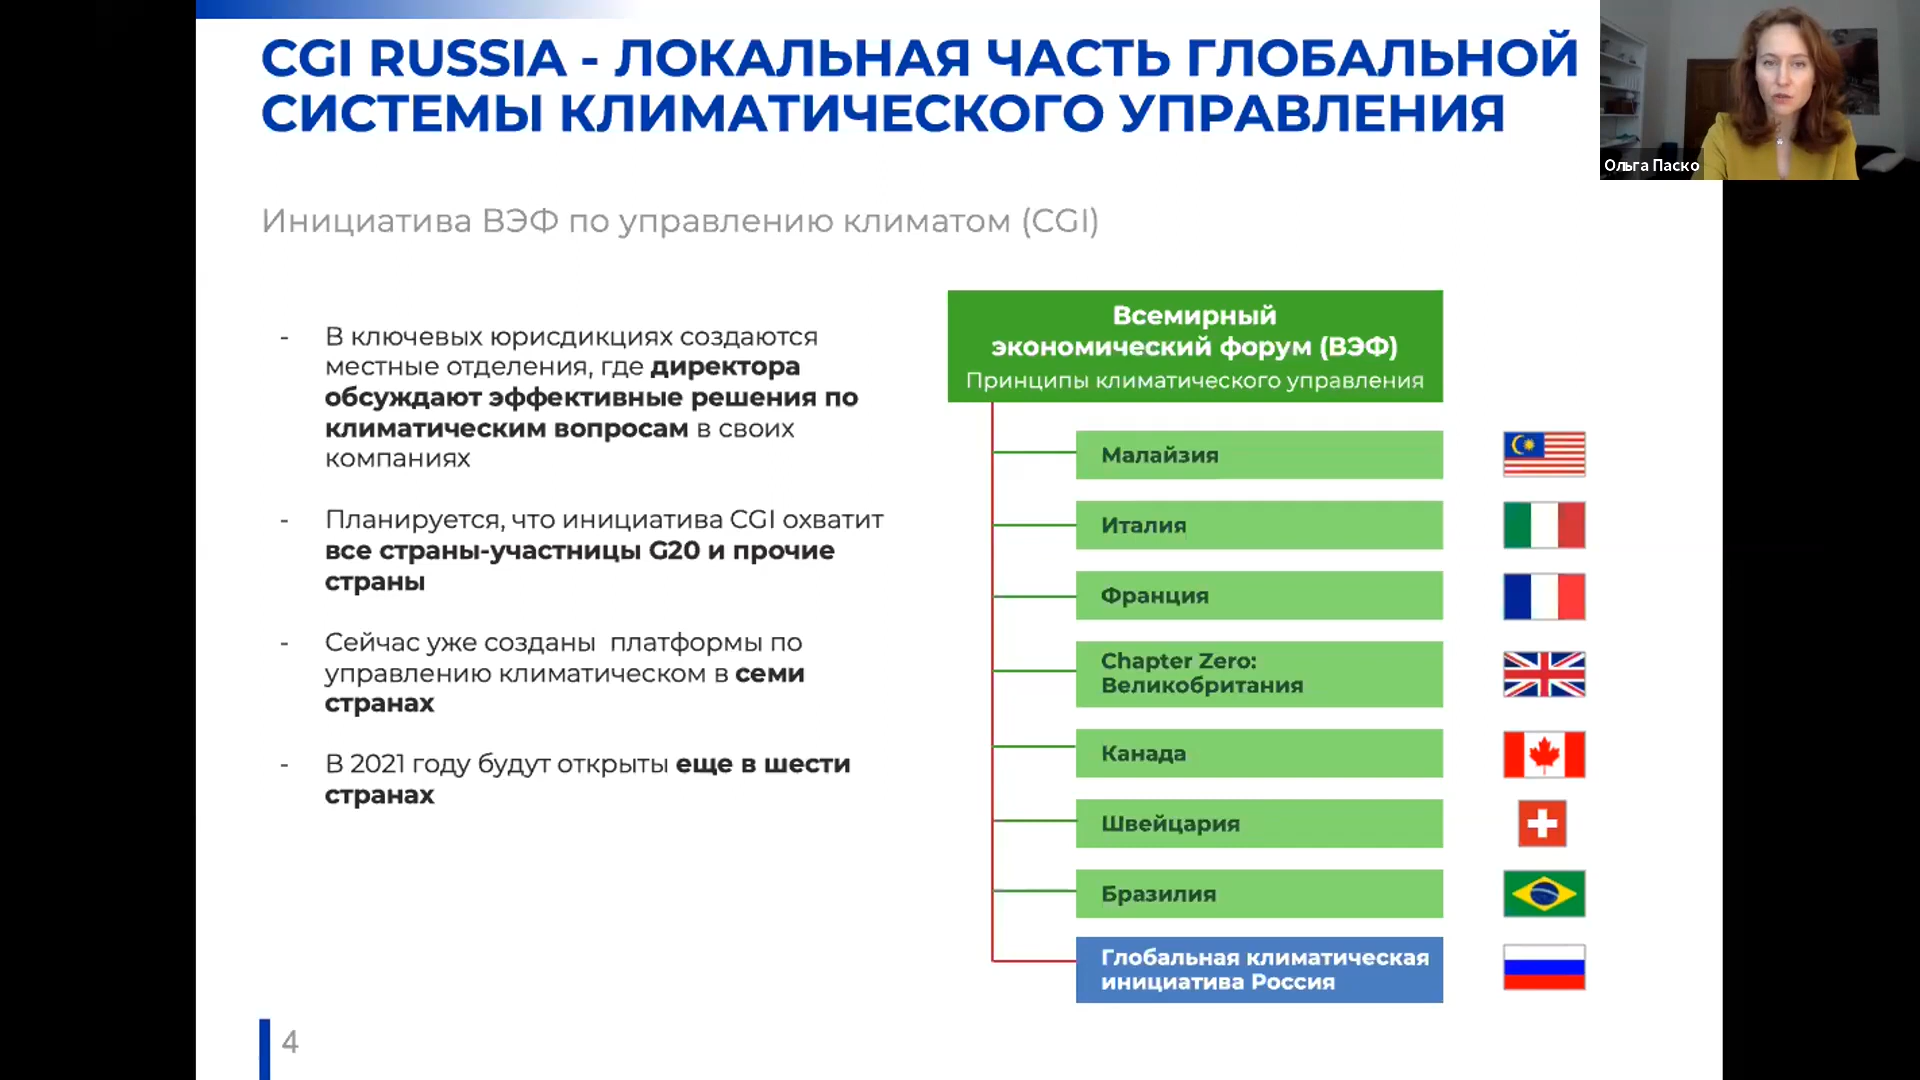 CGI RUSSIA - ЛОКАЛЬНАЯ ЧАСТЬ ГЛОБАЛЬНОЙ
СИСТЕМЫ КЛИМАТИЧЕСКОГО УПРАВЛЕНИЯ
Ольга Паско
Инициатива ВЭФ по управлению климатом (CGI)
- В ключевых юрисдикциях создаются
местные отделения, где директора
обсуждают эффективные решения по
климатическим вопросам в своих
компаниях
- Планируется, что инициатива CGI охватит
все страны-участницы G20 и прочие
страны
- Сейчас уже созданы платформы по
управлению климатическом в семи
странах
- В 2021 году будут открыты еще в шести
странах
Всемирный
экономический форум (ВЭФ)
Принципы климатического управления
Малайзия
Италия
Франция
Chapter Zero:
Великобритания
Канада
Швейцария
Бразилия
Глобальная климатическая
инициатива Россия
4